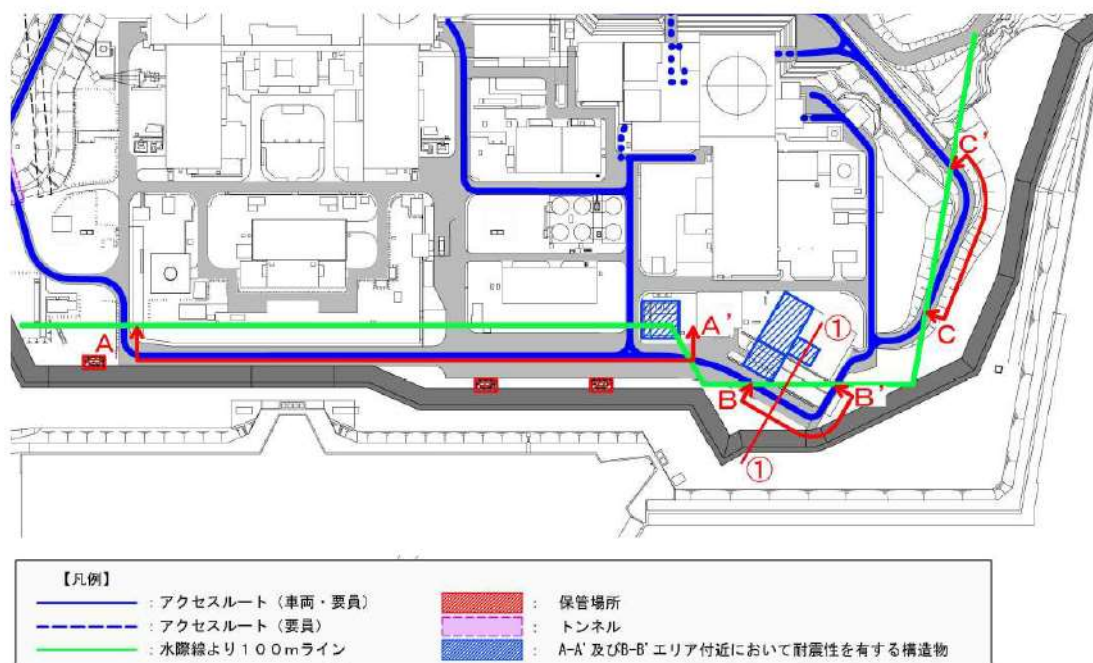 C'
A
A'
①
C
B
B'
①
【凡例】
：アクセスルート（車両・要員）
：アクセスルート（要員）
：水際線より１００ｍライン
： 保管場所
： トンネル
： A-A' 及びB-B' エリア付近において耐震性を有する構造物